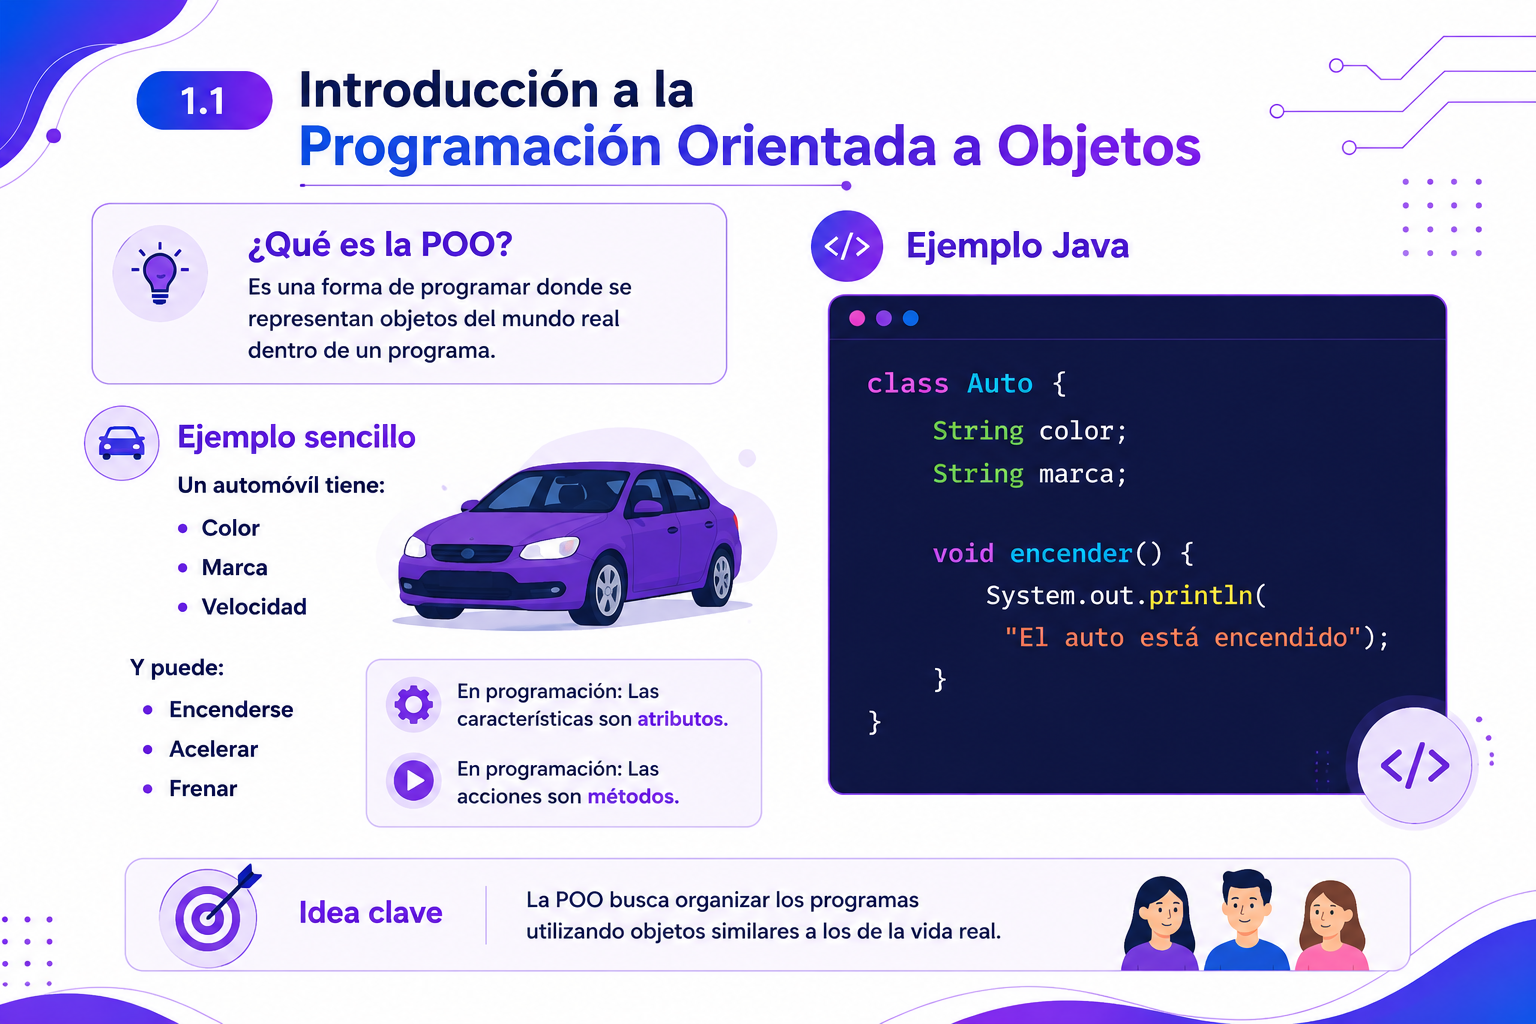 1.1
Introducción a la
Programación Orientada a Objetos
¿Qué es la POO?
Es una forma de programar donde se
representan objetos del mundo real
dentro de un programa.
Ejemplo sencillo
Un automóvíl tiene:
• Color
• Marca
• Velocidad
Y puede:
• Encenderse
• Acelerar
• Frenar
En programación: Las
características son atributos.
En programación: Las
acciones son métodos.
</> Ejemplo Java
class Auto {
    String color;
    String marca;

    void encender() {
        System.out.println(
         "El auto está encendido");
    }
}
</>
Idea clave
La POO busca organizar los programas
utilizando objetos similares a los de la vida real.